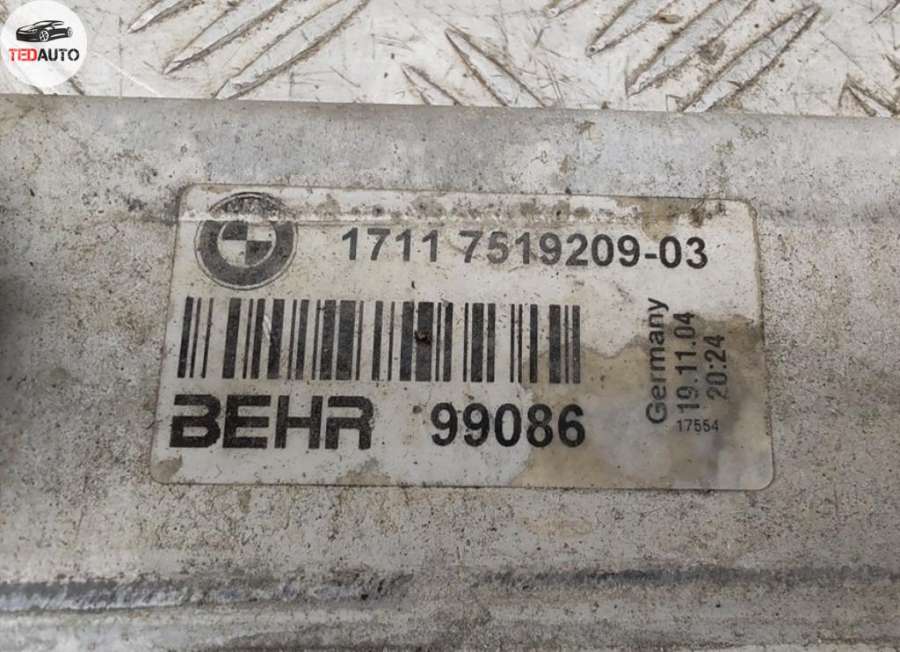 TEDAUTO
1711 7519209-03
BEHR 99086
Germany
19.11.04
20:24
17554